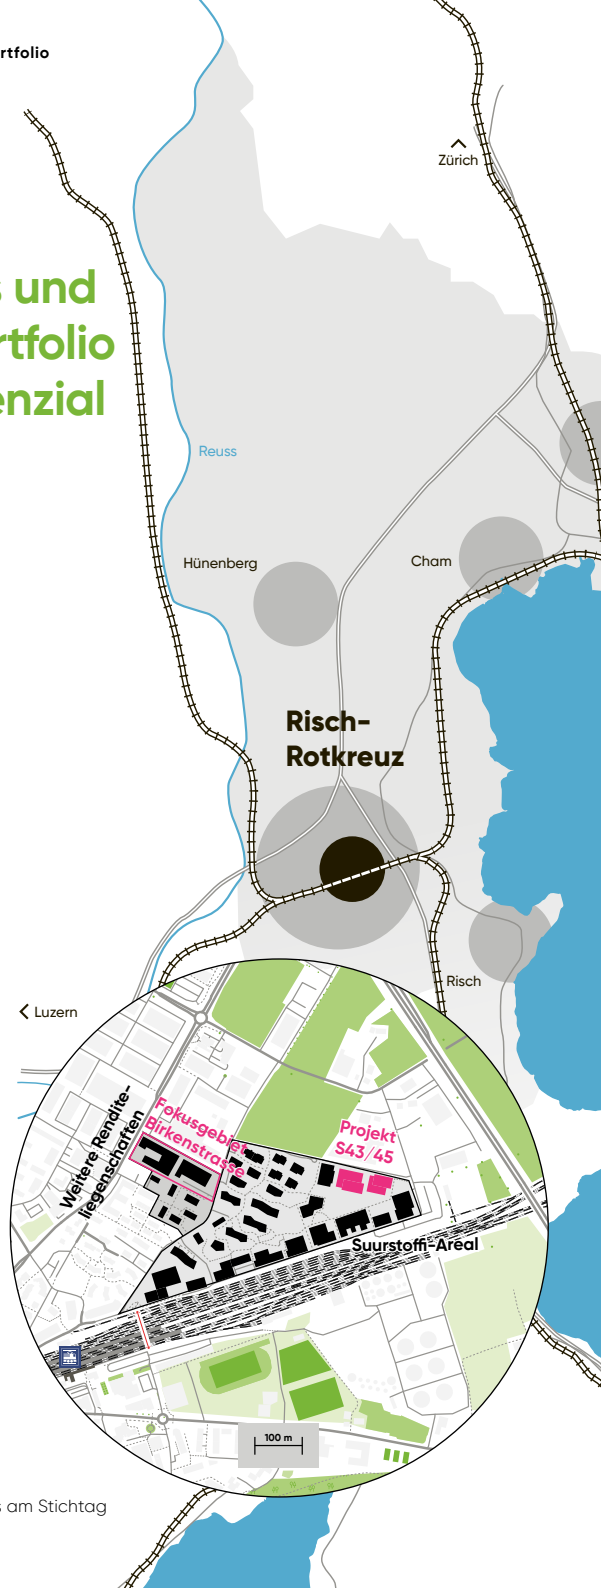 rtfolio
Zürich
s und
rtfolio
enzial
Reuss
Hünenberg
Cham
Risch-
Rotkreuz
Risch
Luzern
Weitere Rendite-
liegenschaften
Fokusgebiet
Birkenstrasse
Projekt
S43/45
Suurstoffi-Areal
100 m
s am Stichtag